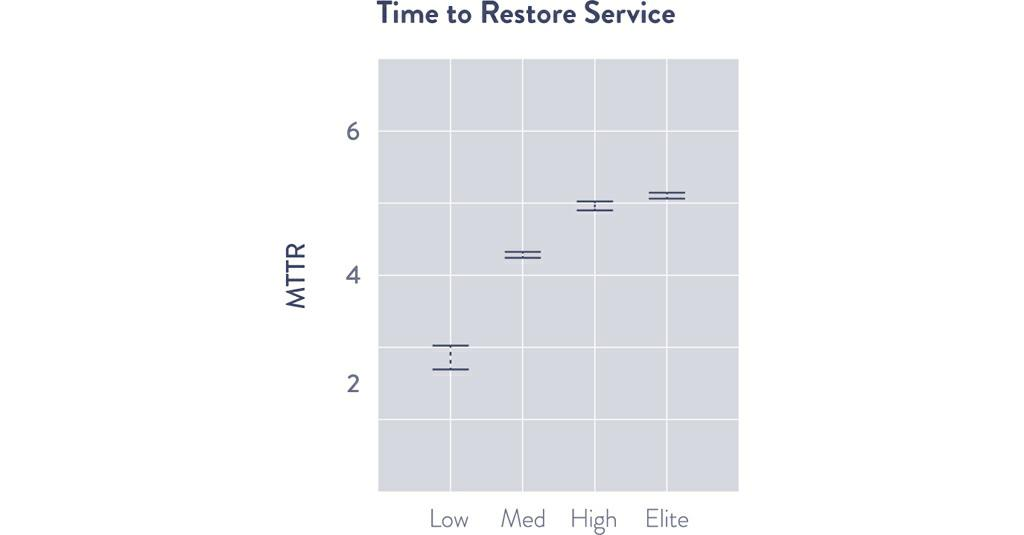 Time to Restore Service
MTTR
6
4
2
Low Med High Elite